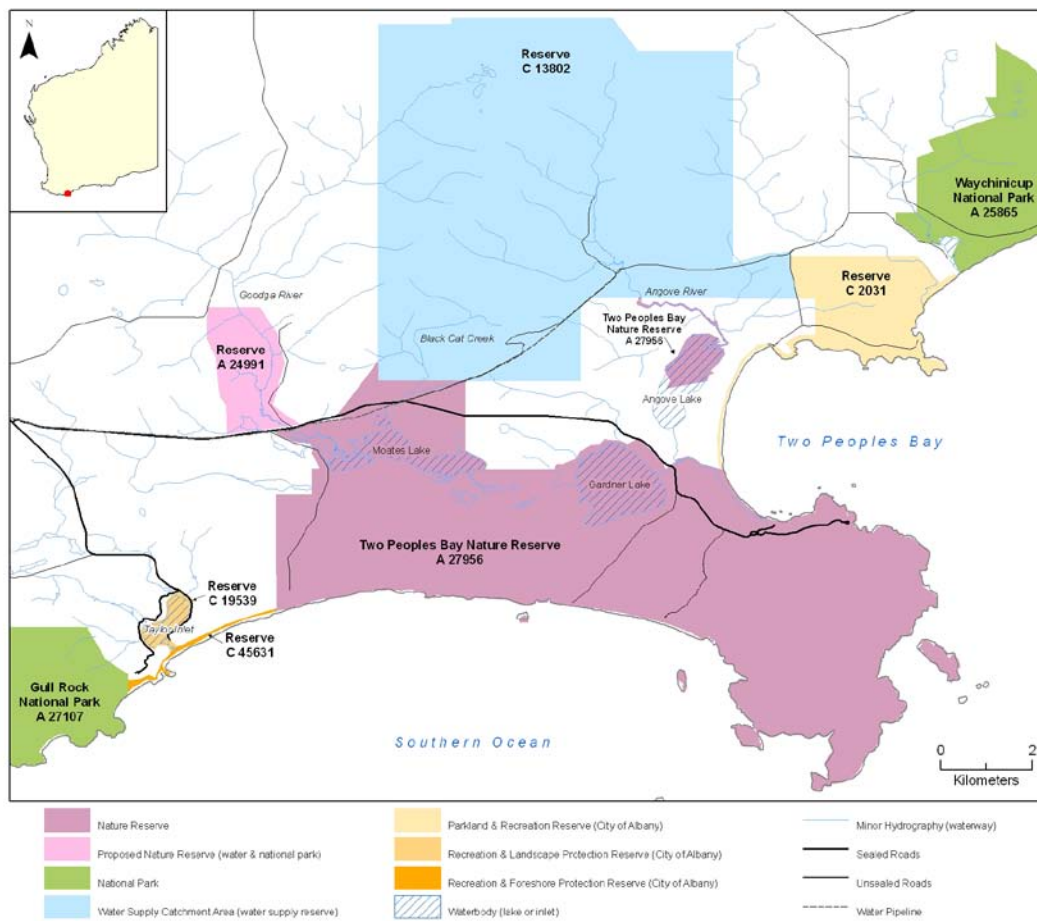 N
Reserve
C 13802
Waychinicup
National Park
A 25865
Reserve
C 2031
Goodga River
Angove River
Two Peoples Bay
Nature Reserve
A 27956
Black Cat Creek
Reserve
A 24991
Angove Lake
Two Peoples Bay
Moates Lake
Gardner Lake
Two Peoples Bay Nature Reserve
A 27956
Reserve
C 19539
Taylor Inlet
Reserve
C 45631
Gull Rock
National Park
A 27107
Southern Ocean
0 2
Kilometers
Nature Reserve
Proposed Nature Reserve (water & national park)
National Park
Water Supply Catchment Area (water supply reserve)
Parkland & Recreation Reserve (City of Albany)
Recreation & Landscape Protection Reserve (City of Albany)
Recreation & Foreshore Protection Reserve (City of Albany)
Waterbody (lake or inlet)
Minor Hydrography (waterway)
Sealed Roads
Unsealed Roads
Water Pipeline